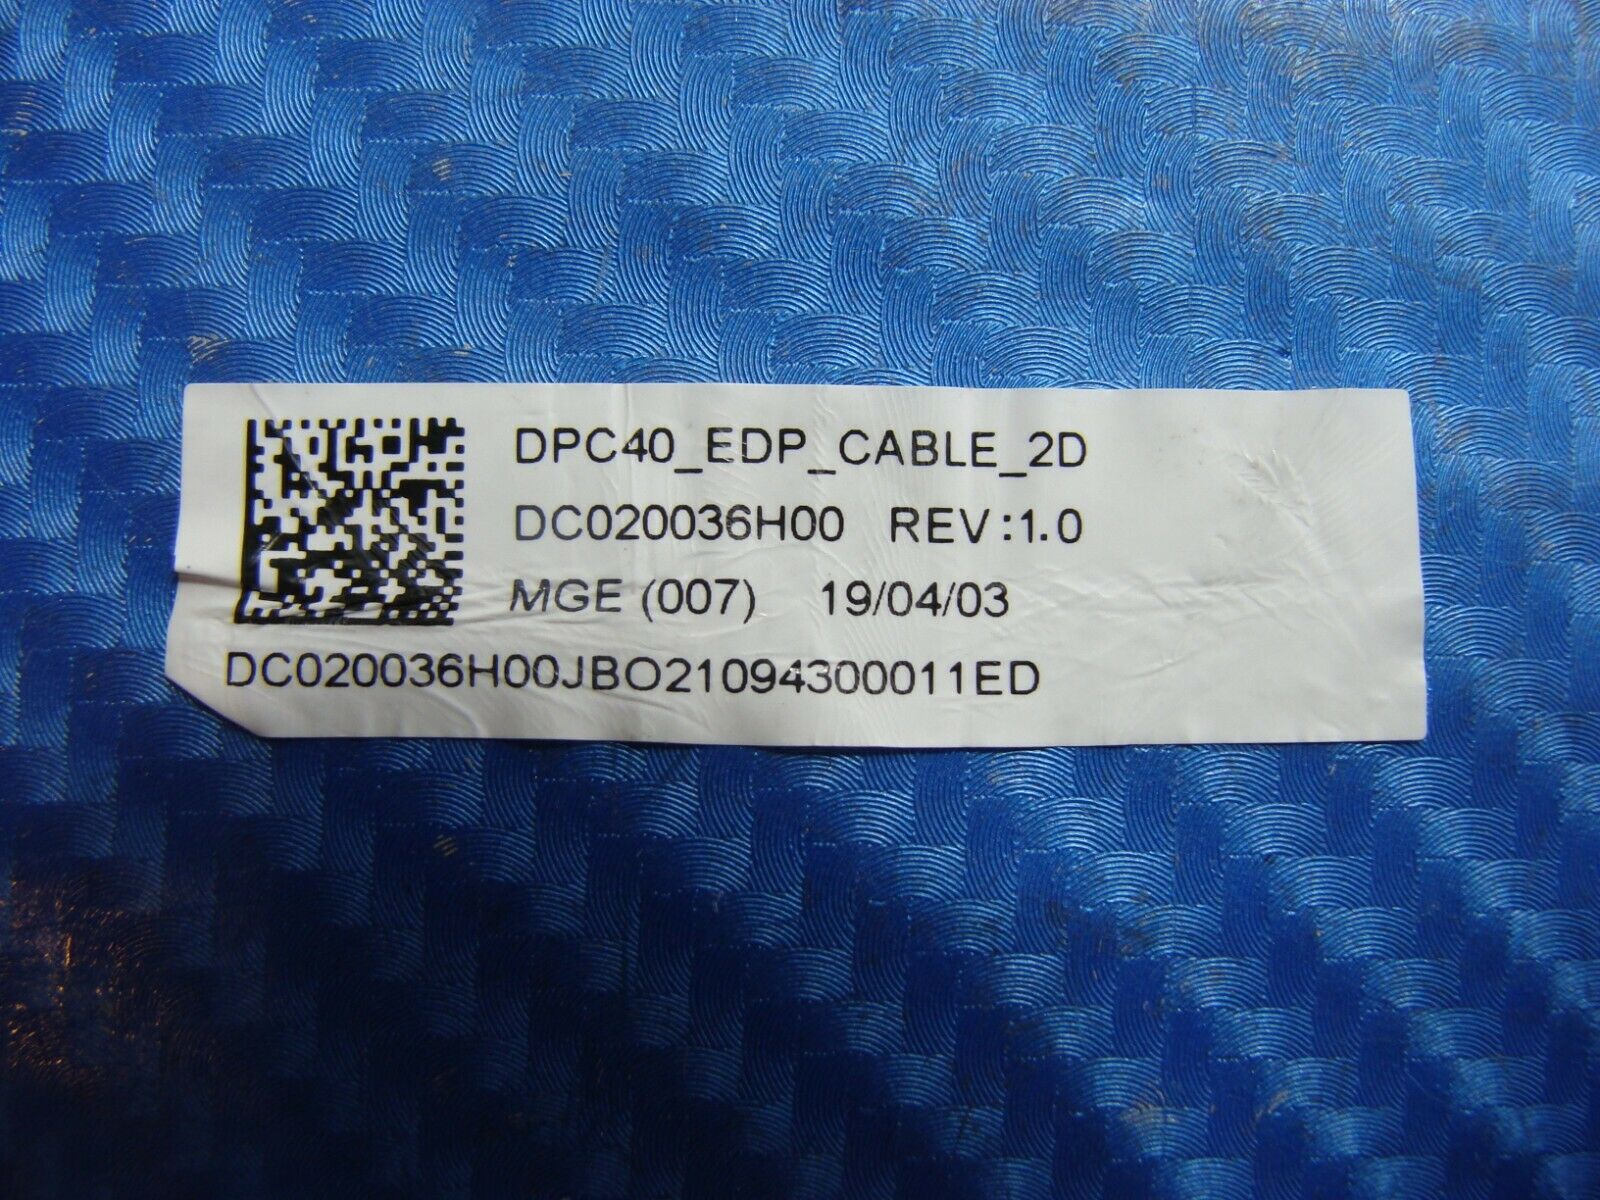 DPC40_EDP_CABLE_2D
DC020036H00 REV:1.0
MGE (007) 19/04/03
DC020036H00JBO21094300011ED